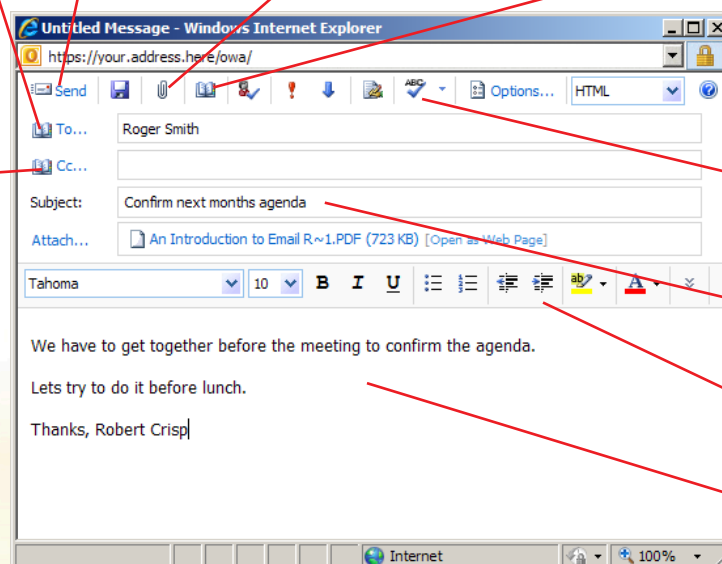 Untitled Message - Windows Internet Explorer
https://your.address.here/owa/
Send ABC Options... HTML
To... Roger Smith
Cc...
Subject: Confirm next months agenda
Attach... An Introduction to Email R~1.PDF (723 KB) [Open as Web Page]
Tahoma 10 B I U ab A
We have to get together before the meeting to confirm the agenda.
Lets try to do it before lunch.
Thanks, Robert Crisp
Internet 100%